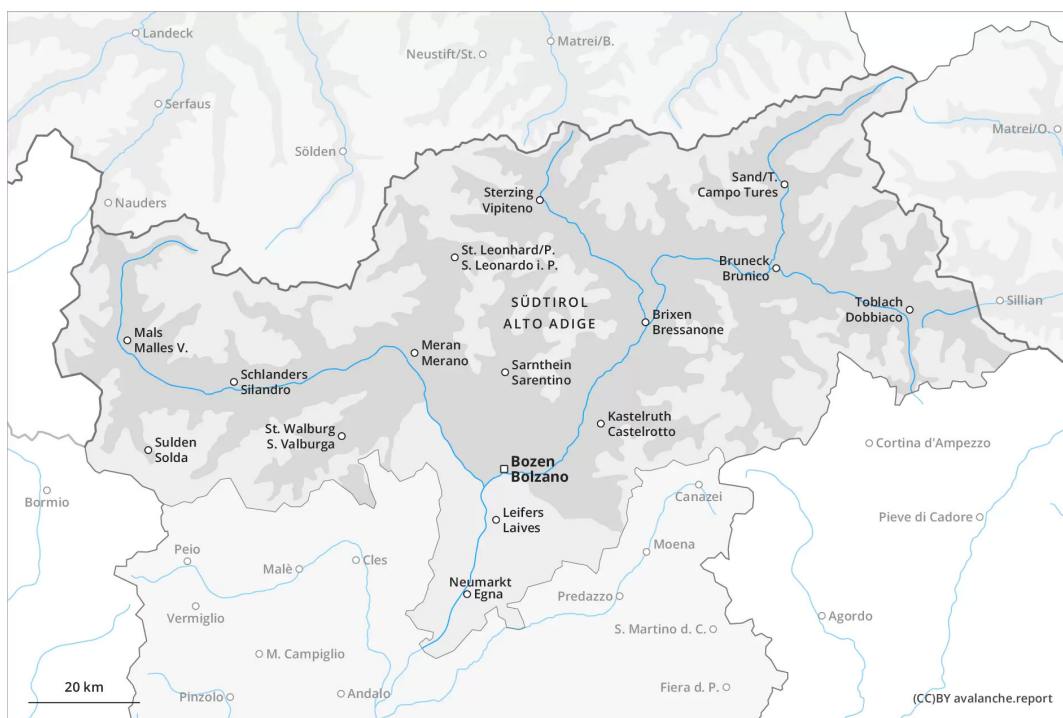 Landeck
Neustift/St.
Matrei/B.
Serfaus
Sölden
Matrei/O.
Nauders
Sterzing
Vipiteno
Sand/T.
Campo Tures
St. Leonhard/P.
S. Leonardo i. P.
Bruneck
Brunico
SÜDTIROL
ALTO ADIGE
Toblach
Dobbiaco
Sillian
Brixen
Bressanone
Mals
Malles V.
Meran
Merano
Schlanders
Silandro
Sarnthein
Sarentino
St. Walburg
S. Valburga
Kastelruth
Castelrotto
Sulden
Solda
Cortina d'Ampezzo
Bozen
Bolzano
Bormio
Canazei
Leifers
Laives
Pieve di Cadore
Peio
Malè
Cles
Moena
Neumarkt
Egna
Predazzo
Vermiglio
Agordo
S. Martino d. C.
M. Campiglio
20 km
Pinzolo
Andalo
Fiera d. P.
(CC)BY avalanche.report